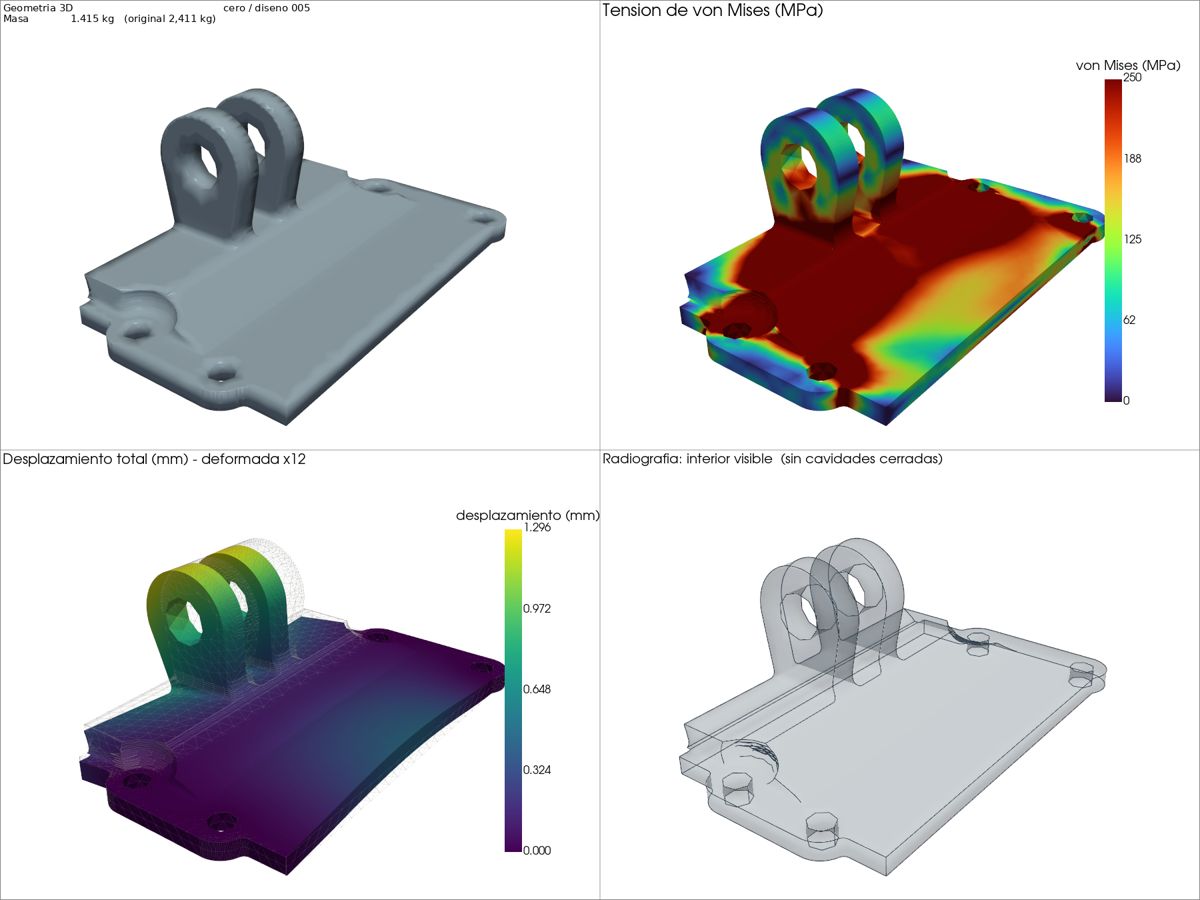 Geometria 3D cero / diseno 005
Masa 1.415 kg (original 2,411 kg)
Tension de von Mises (MPa)
von Mises (MPa)
250
188
125
62
0
Desplazamiento total (mm) - deformada x12
desplazamiento (mm)
1.296
0.972
0.648
0.324
0.000
Radiografia: interior visible (sin cavidades cerradas)